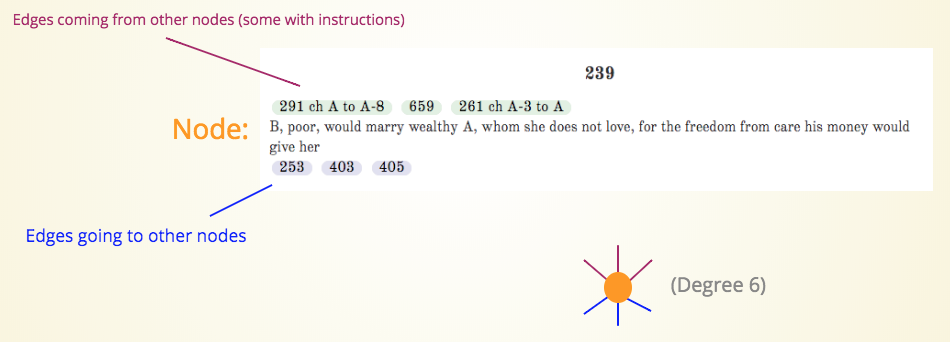 Edges coming from other nodes (some with instructions)
239
291 ch A to A-8 659 261 ch A-3 to A
Node:
B, poor, would marry wealthy A, whom she does not love, for the freedom from care his money would
give her
253 403 405
Edges going to other nodes
(Degree 6)